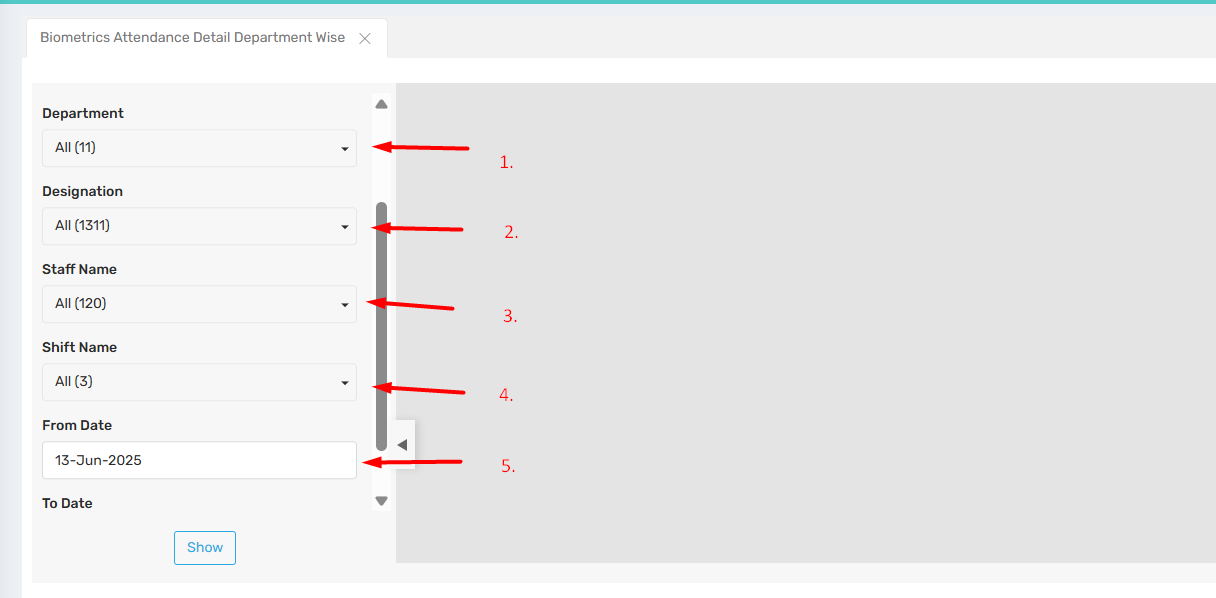 Biometrics Attendance Detail Department Wise
Department
All (11)
1.
Designation
All (1311)
2.
Staff Name
All (120)
3.
Shift Name
All (3)
4.
From Date
13-Jun-2025
5.
To Date
Show